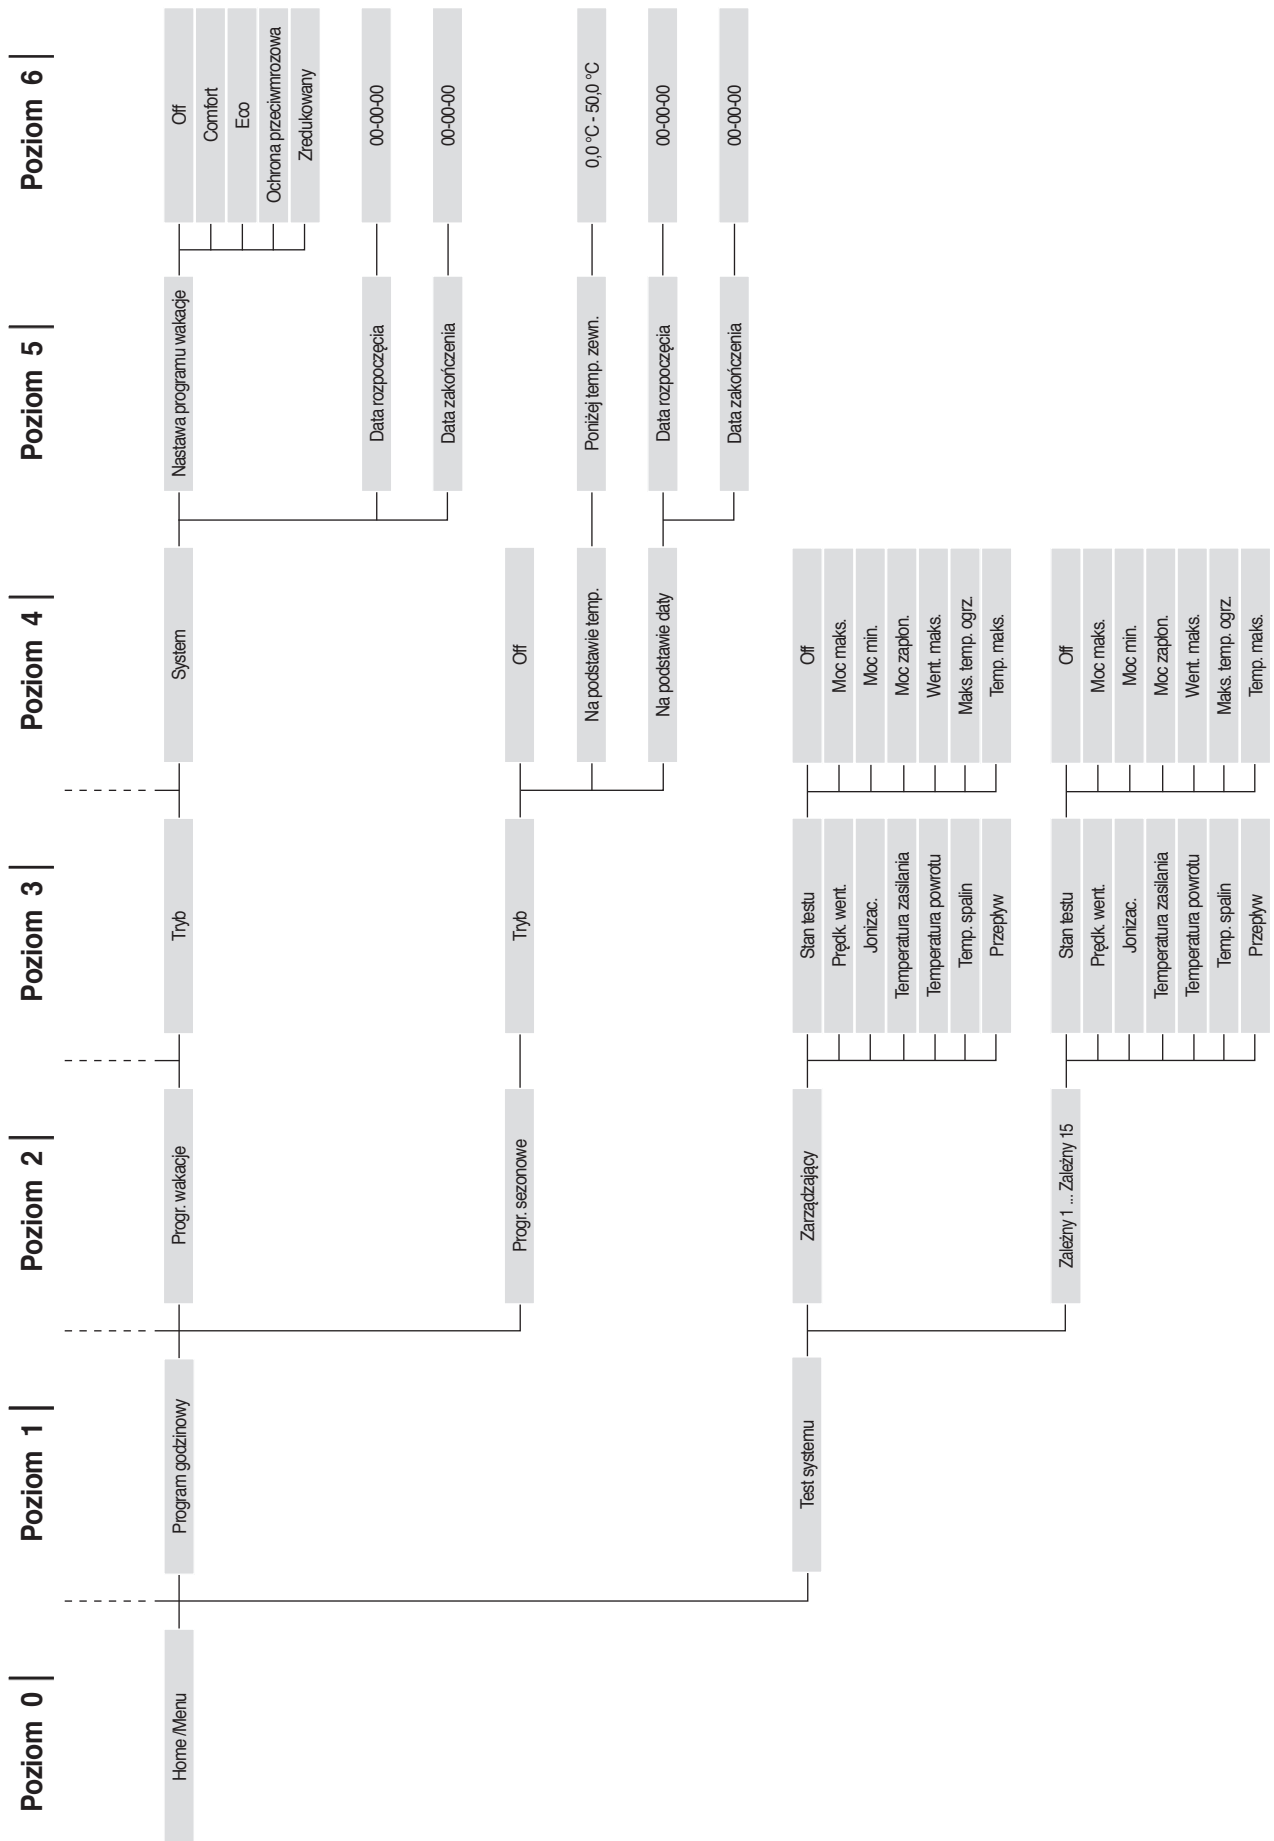 Poziom 0
Poziom 1
Poziom 2
Poziom 3
Poziom 4
Poziom 5
Poziom 6
Home /Menu
Program godzinowy
Progr. wakacje
Tryb
System
Nastawa programu wakacje
Off
Comfort
Eco
Ochrona przeciwmrozowa
Zredukowany
Data rozpoczęcia
00-00-00
Data zakończenia
00-00-00
Progr. sezonowe
Tryb
Off
Na podstawie temp.
Poniżej temp. zewn.
0,0 °C - 50,0 °C
Na podstawie daty
Data rozpoczęcia
00-00-00
Data zakończenia
00-00-00
Test systemu
Zarządzający
Stan testu
Prędk. went.
Jonizac.
Temperatura zasilania
Temperatura powrotu
Temp. spalin
Przepływ
Off
Moc maks.
Moc min.
Moc zapłon.
Went. maks.
Maks. temp. ogrz.
Temp. maks.
Zależny 1 ... Zależny 15
Stan testu
Prędk. went.
Jonizac.
Temperatura zasilania
Temperatura powrotu
Temp. spalin
Przepływ
Off
Moc maks.
Moc min.
Moc zapłon.
Went. maks.
Maks. temp. ogrz.
Temp. maks.